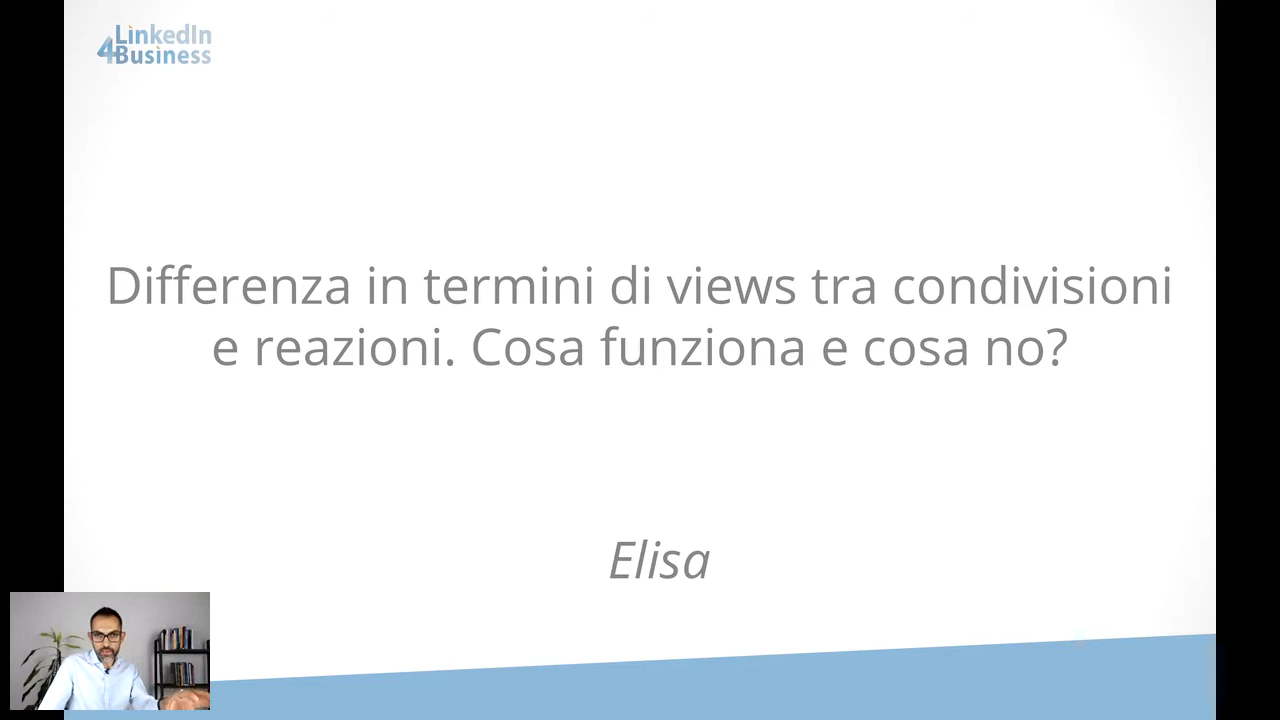 LinkedIn
4Business
Differenza in termini di views tra condivisioni
e reazioni. Cosa funziona e cosa no?
Elisa